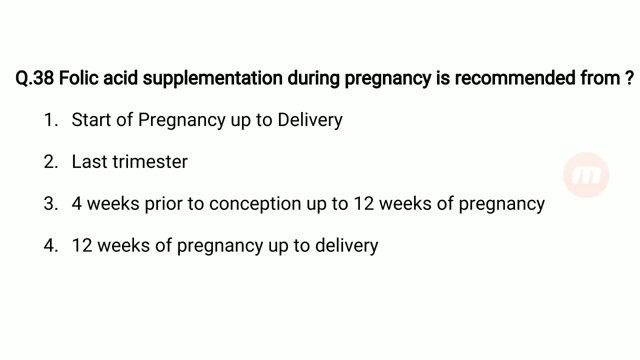 Q.38 Folic acid supplementation during pregnancy is recommended from ?
1. Start of Pregnancy up to Delivery
2. Last trimester
3. 4 weeks prior to conception up to 12 weeks of pregnancy
4. 12 weeks of pregnancy up to delivery